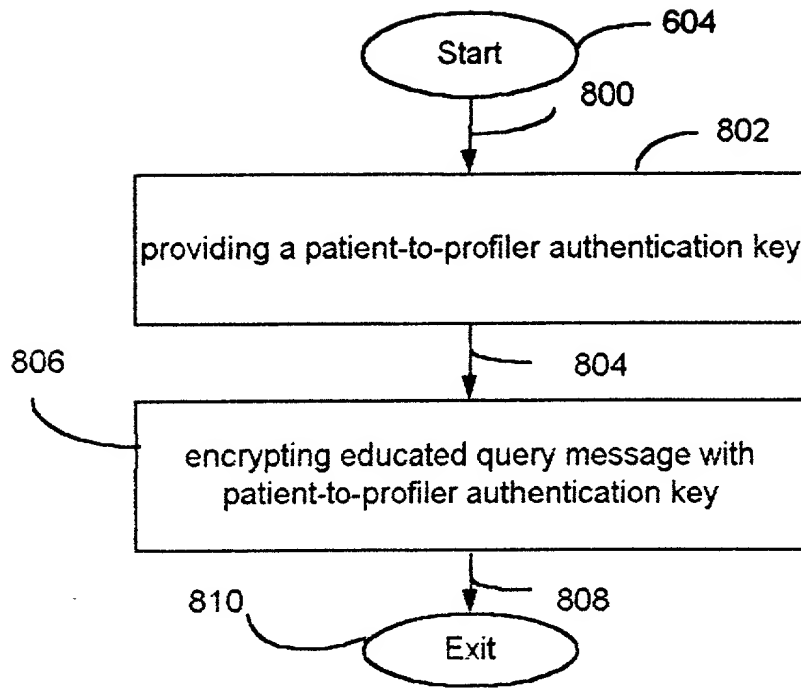 604
Start
800
802
providing a patient-to-profiler authentication key
804
806
encrypting educated query message with
patient-to-profiler authentication key
808
810
Exit